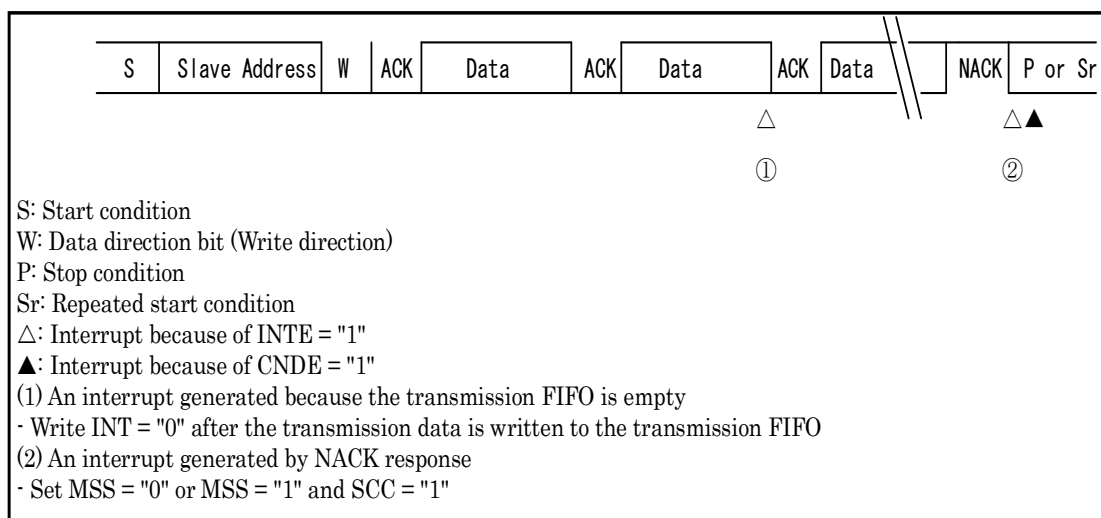 S Slave Address W ACK Data ACK Data ACK Data NACK P or Sr
△ △▲
① ②
S: Start condition
W: Data direction bit (Write direction)
P: Stop condition
Sr: Repeated start condition
△: Interrupt because of INTE = "1"
▲: Interrupt because of CNDE = "1"
(1) An interrupt generated because the transmission FIFO is empty
- Write INT = "0" after the transmission data is written to the transmission FIFO
(2) An interrupt generated by NACK response
- Set MSS = "0" or MSS = "1" and SCC = "1"